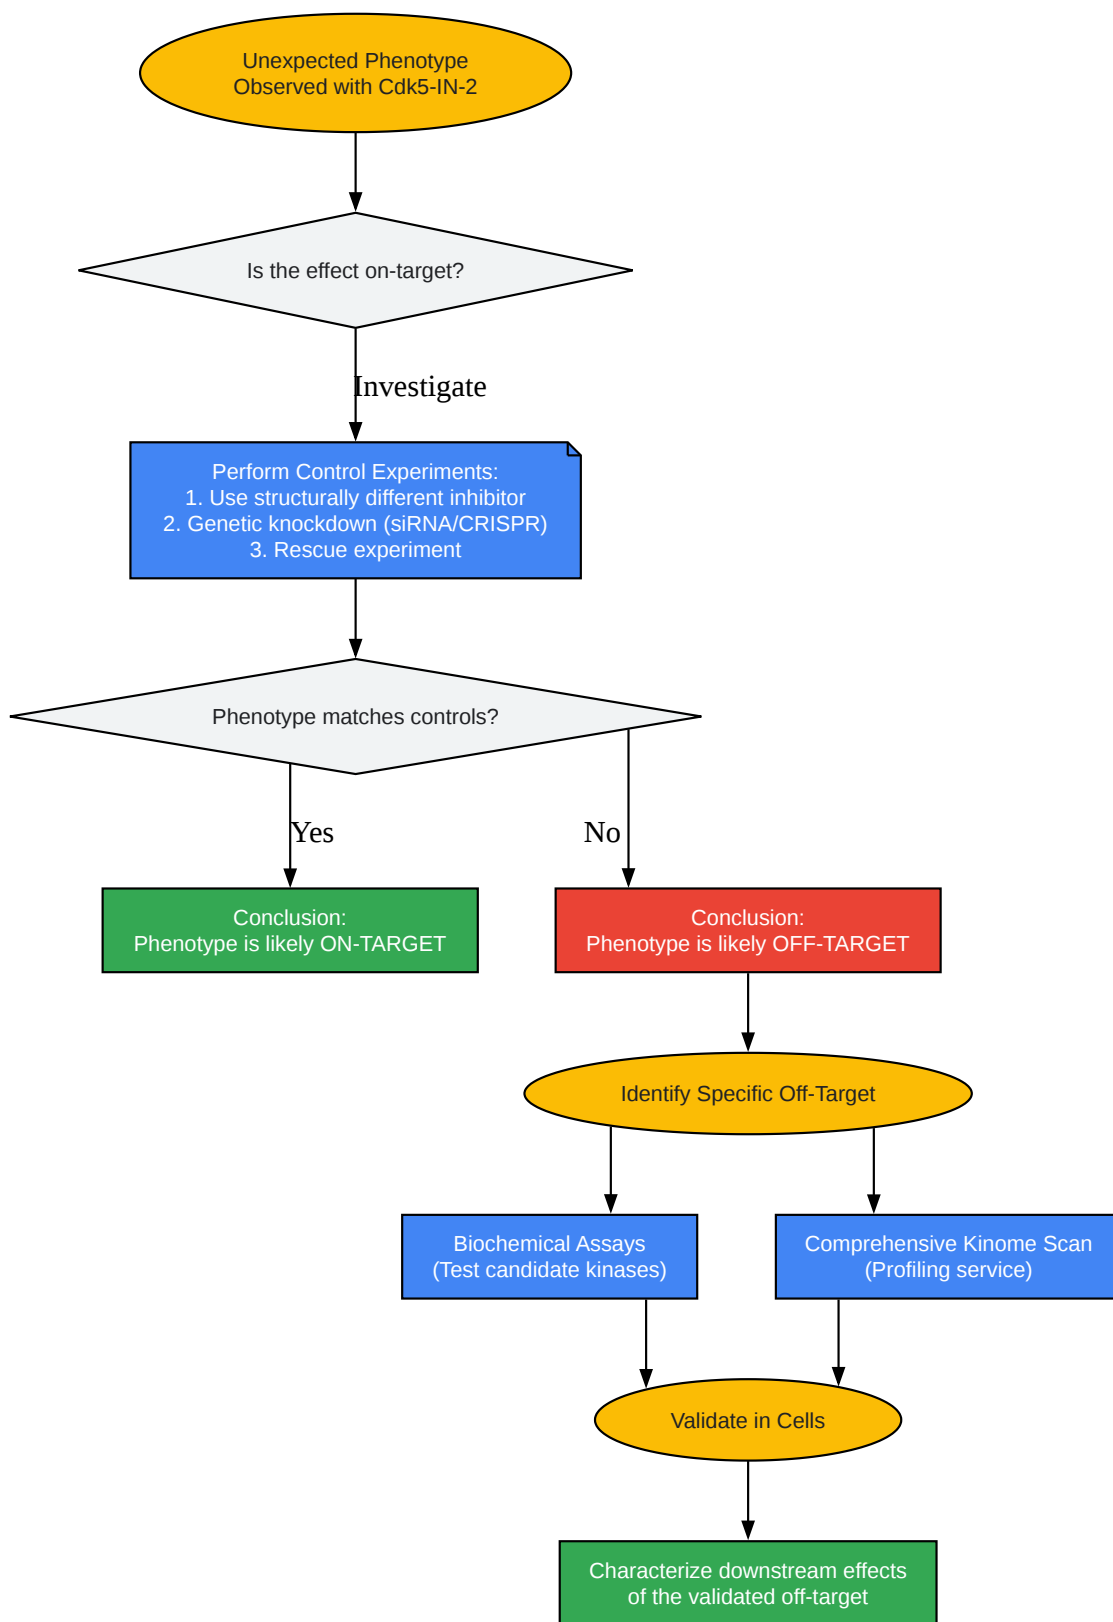 Unexpected Phenotype
Observed with Cdk5-IN-2
Is the effect on-target?
Investigate
Perform Control Experiments:
1. Use structurally different inhibitor
2. Genetic knockdown (siRNA/CRISPR)
3. Rescue experiment
Phenotype matches controls?
Yes
No
Conclusion:
Phenotype is likely ON-TARGET
Conclusion:
Phenotype is likely OFF-TARGET
Identify Specific Off-Target
Biochemical Assays
(Test candidate kinases)
Comprehensive Kinome Scan
(Profiling service)
Validate in Cells
Characterize downstream effects
of the validated off-target